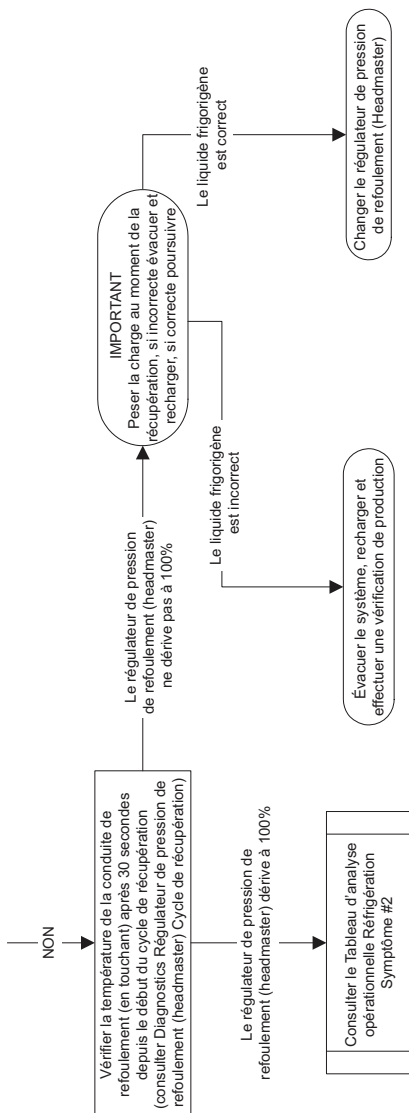 NON
Vérifier la température de la conduite de
refoulement (en touchant) après 30 secondes
depuis le début du cycle de récupération
(consulter Diagnostics Régulateur de pression de
refoulement (headmaster) Cycle de récupération)
Le régulateur de pression
de refoulement (headmaster)
ne dérive pas à 100%
IMPORTANT
Peser la charge au moment de la
récupération, si incorrecte évacuer et
recharger, si correcte poursuivre
Le régulateur de pression de
refoulement (headmaster) dérive à 100%
Le liquide frigorigène
est incorrect
Le liquide frigorigène
est correct
Consulter le Tableau d'analyse
opérationnelle Réfrigération
Symptôme #2
Évacuer le système, recharger et
effectuer une vérification de production
Changer le régulateur de pression
de refoulement (Headmaster)